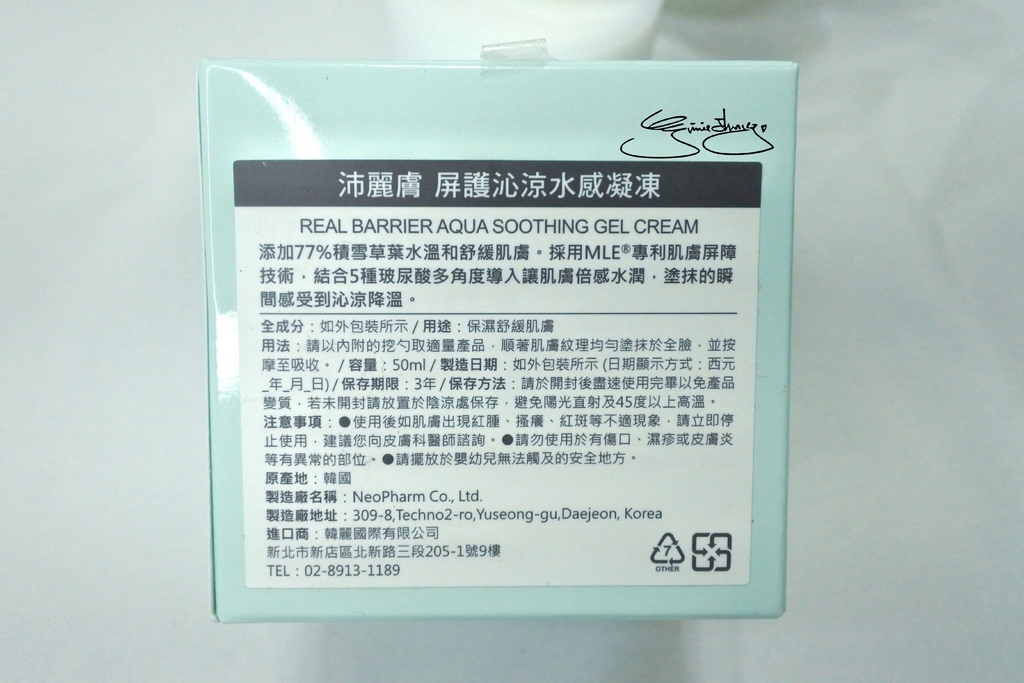 沛麗膚 屏護沁涼水感凝凍
REAL BARRIER AQUA SOOTHING GEL CREAM
添加77%積雪草葉水溫和舒緩肌膚。採用MLE®專利肌膚屏障
技術，結合5種玻尿酸多角度導入讓肌膚倍感水潤，塗抹的瞬
間感受到沁涼降溫。
全成分：如外包裝所示 / 用途：保濕舒緩肌膚
用法：請以內附的挖勺取適量產品，順著肌膚紋理均勻塗抹於全臉，並按
摩至吸收。 / 容量：50ml / 製造日期：如外包裝所示 (日期顯示方式：西元
_年_月_日) / 保存期限：3年 / 保存方法：請於開封後盡速使用完畢以免產品
變質，若未開封請放置於陰涼處保存，避免陽光直射及45度以上高溫。
注意事項：●使用後如肌膚出現紅腫、搔癢、紅斑等不適現象，請立即停
止使用，建議您向皮膚科醫師諮詢。●請勿使用於有傷口、濕疹或皮膚炎
等有異常的部位。●請擺放於嬰幼兒無法觸及的安全地方。
原產地：韓國
製造廠名稱：NeoPharm Co., Ltd.
製造廠地址：309-8,Techno2-ro,Yuseong-gu,Daejeon, Korea
進口商：韓麗國際有限公司
新北市新店區北新路三段205-1號9樓
TEL：02-8913-1189
7
OTHER